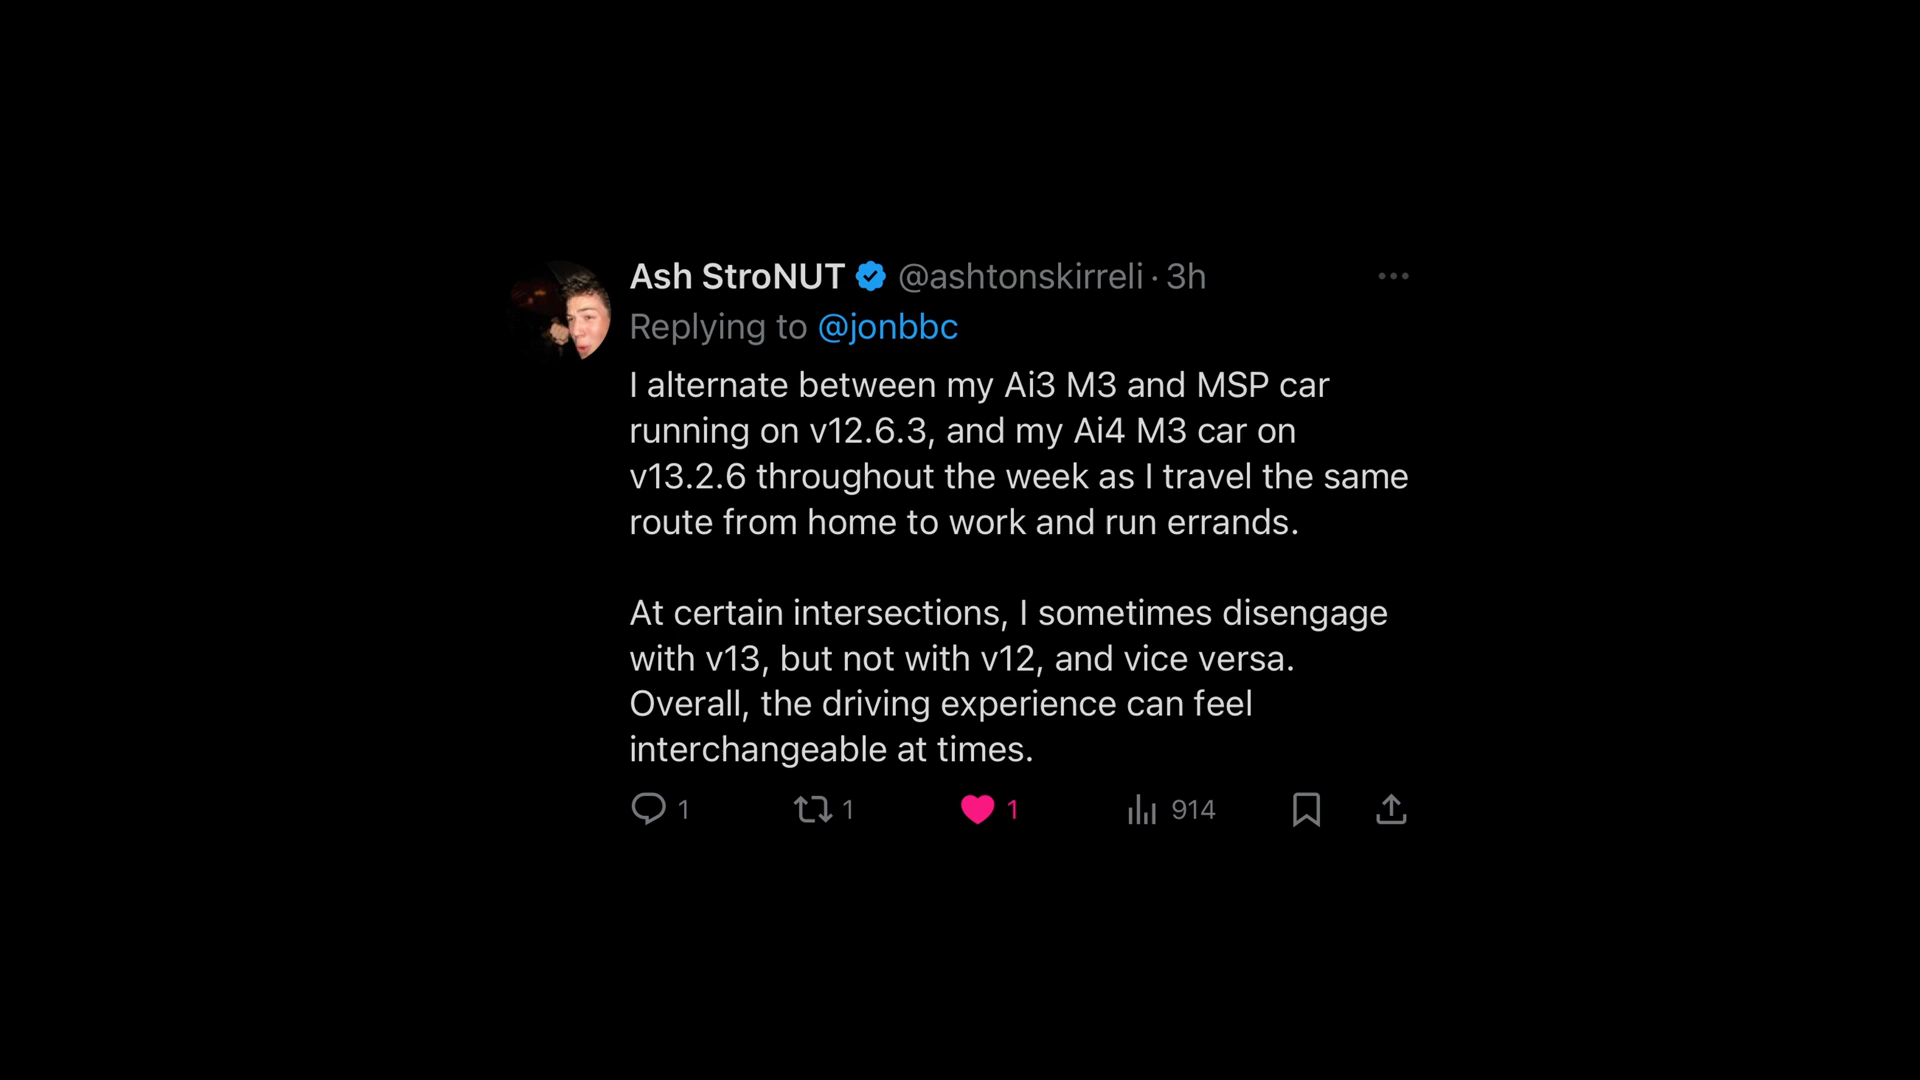 Ash StroNUT @ashtonskirreli · 3h
Replying to @jonbbc
I alternate between my Ai3 M3 and MSP car
running on v12.6.3, and my Ai4 M3 car on
v13.2.6 throughout the week as I travel the same
route from home to work and run errands.
At certain intersections, I sometimes disengage
with v13, but not with v12, and vice versa.
Overall, the driving experience can feel
interchangeable at times.
1 1 1 914